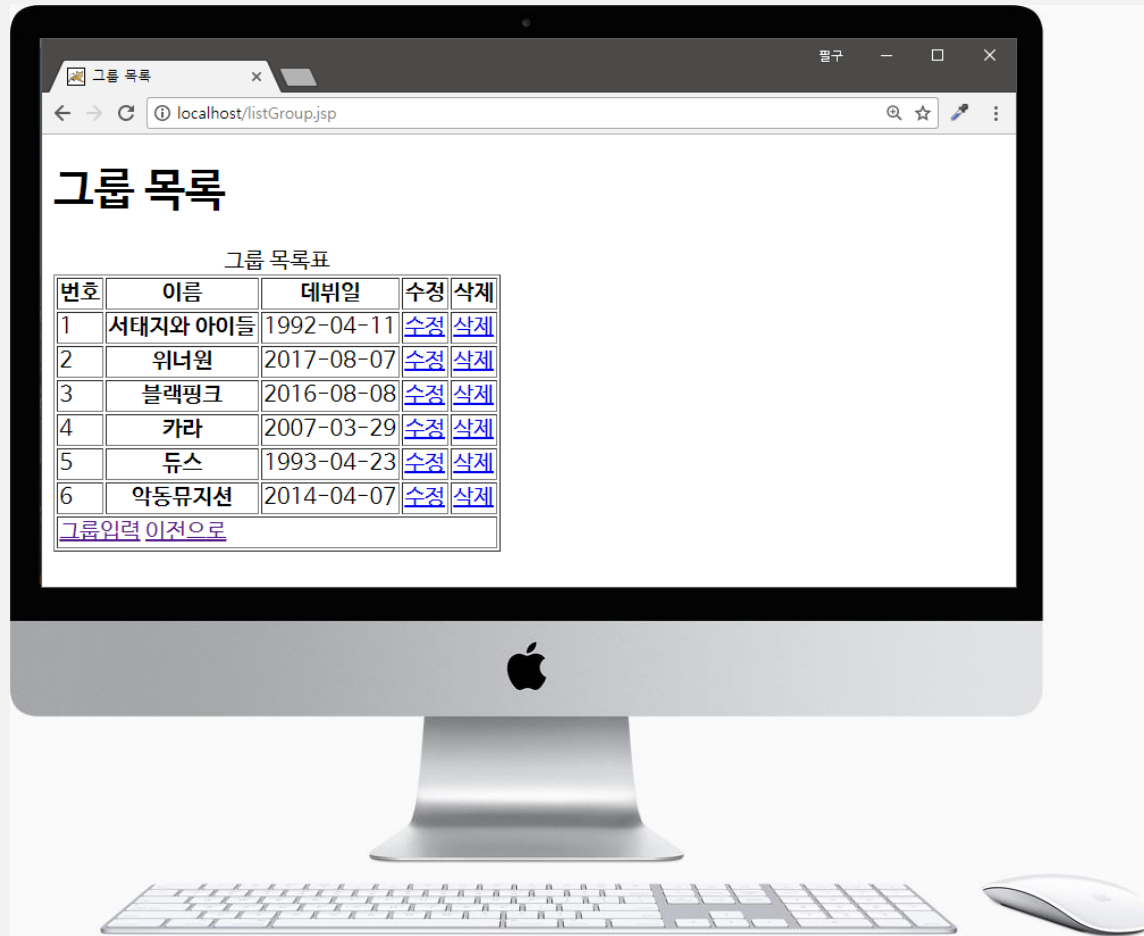 필구
그룹 목록
localhost/listGroup.jsp
그룹 목록
그룹 목록표
번호 이름 데뷔일 수정 삭제
1 서태지와 아이들 1992-04-11 수정 삭제
2 위너원 2017-08-07 수정 삭제
3 블랙핑크 2016-08-08 수정 삭제
4 카라 2007-03-29 수정 삭제
5 듀스 1993-04-23 수정 삭제
6 악동뮤지션 2014-04-07 수정 삭제
그룹입력 이전으로